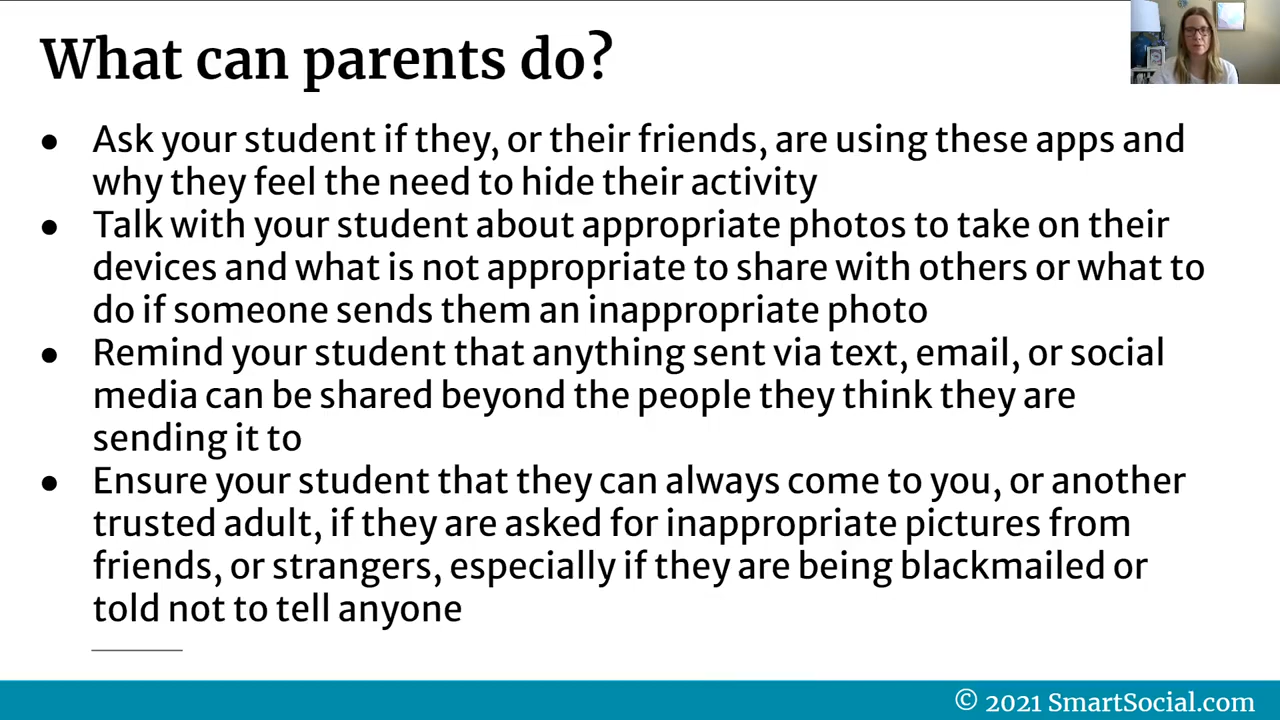 What can parents do?
● Ask your student if they, or their friends, are using these apps and
why they feel the need to hide their activity
● Talk with your student about appropriate photos to take on their
devices and what is not appropriate to share with others or what to
do if someone sends them an inappropriate photo
● Remind your student that anything sent via text, email, or social
media can be shared beyond the people they think they are
sending it to
● Ensure your student that they can always come to you, or another
trusted adult, if they are asked for inappropriate pictures from
friends, or strangers, especially if they are being blackmailed or
told not to tell anyone
© 2021 SmartSocial.com